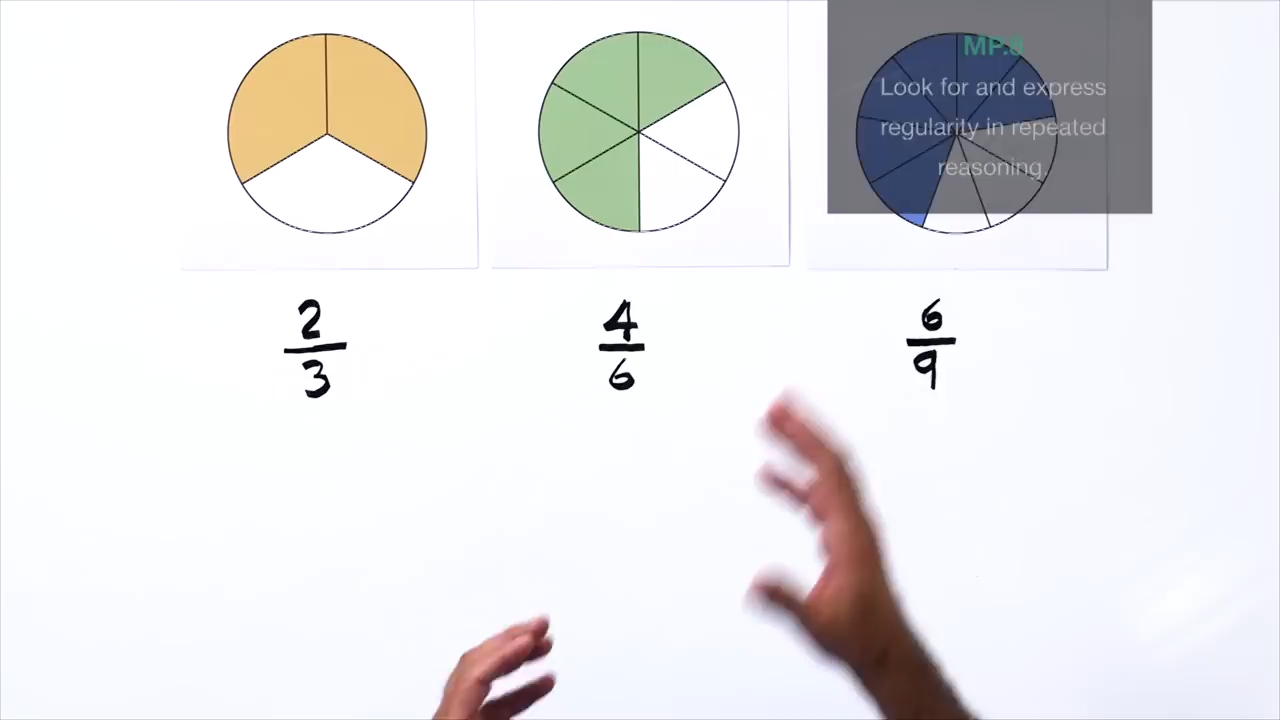 MP.8
Look for and express
regularity in repeated
reasoning.
2
3
4
6
6
9